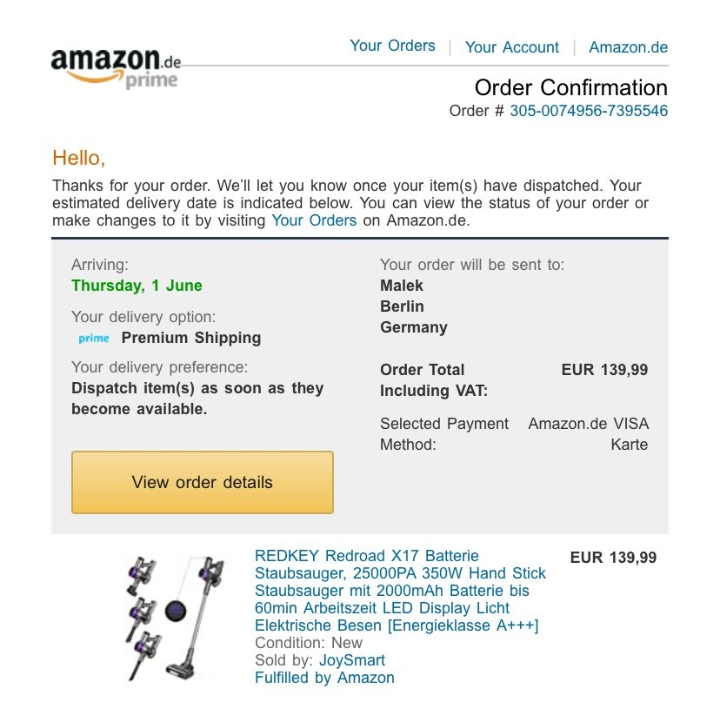 Your Orders | Your Account | Amazon.de
amazon.de
prime
Order Confirmation
Order # 305-0074956-7395546
Hello,
Thanks for your order. We'll let you know once your item(s) have dispatched. Your
estimated delivery date is indicated below. You can view the status of your order or
make changes to it by visiting Your Orders on Amazon.de.
Arriving:
Thursday, 1 June
Your delivery option:
prime Premium Shipping
Your delivery preference:
Dispatch item(s) as soon as they
become available.
View order details
Your order will be sent to:
Malek
Berlin
Germany
Order Total EUR 139,99
Including VAT:
Selected Payment Amazon.de VISA
Method: Karte
REDKEY Redroad X17 Batterie EUR 139,99
Staubsauger, 25000PA 350W Hand Stick
Staubsauger mit 2000mAh Batterie bis
60min Arbeitszeit LED Display Licht
Elektrische Besen [Energieklasse A+++]
Condition: New
Sold by: JoySmart
Fulfilled by Amazon